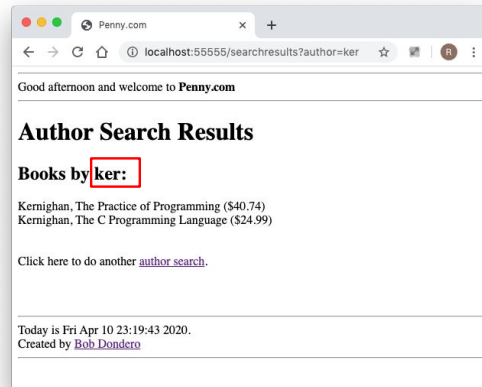 Penny.com
localhost:55555/searchresults?author=ker
R
Good afternoon and welcome to Penny.com
Author Search Results
Books by ker:
Kernighan, The Practice of Programming ($40.74)
Kernighan, The C Programming Language ($24.99)
Click here to do another author search.
Today is Fri Apr 10 23:19:43 2020.
Created by Bob Dondero